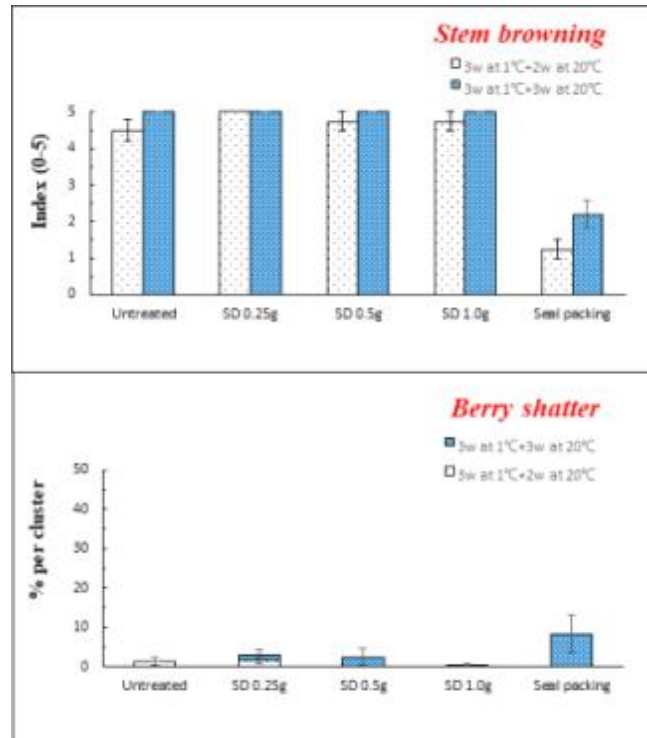 Stem browning
3w at 1℃+2w at 20℃
3w at 1℃+3w at 20℃
Index (0-5)
5
4
3
2
1
0
Untreated
SD 0.25g
SD 0.5g
SD 1.0g
Seal packing
Berry shatter
3w at 1℃+3w at 20℃
3w at 1℃+2w at 20℃
% per cluster
50
40
30
20
10
0
Untreated
SD 0.25g
SD 0.5g
SD 1.0g
Seal packing